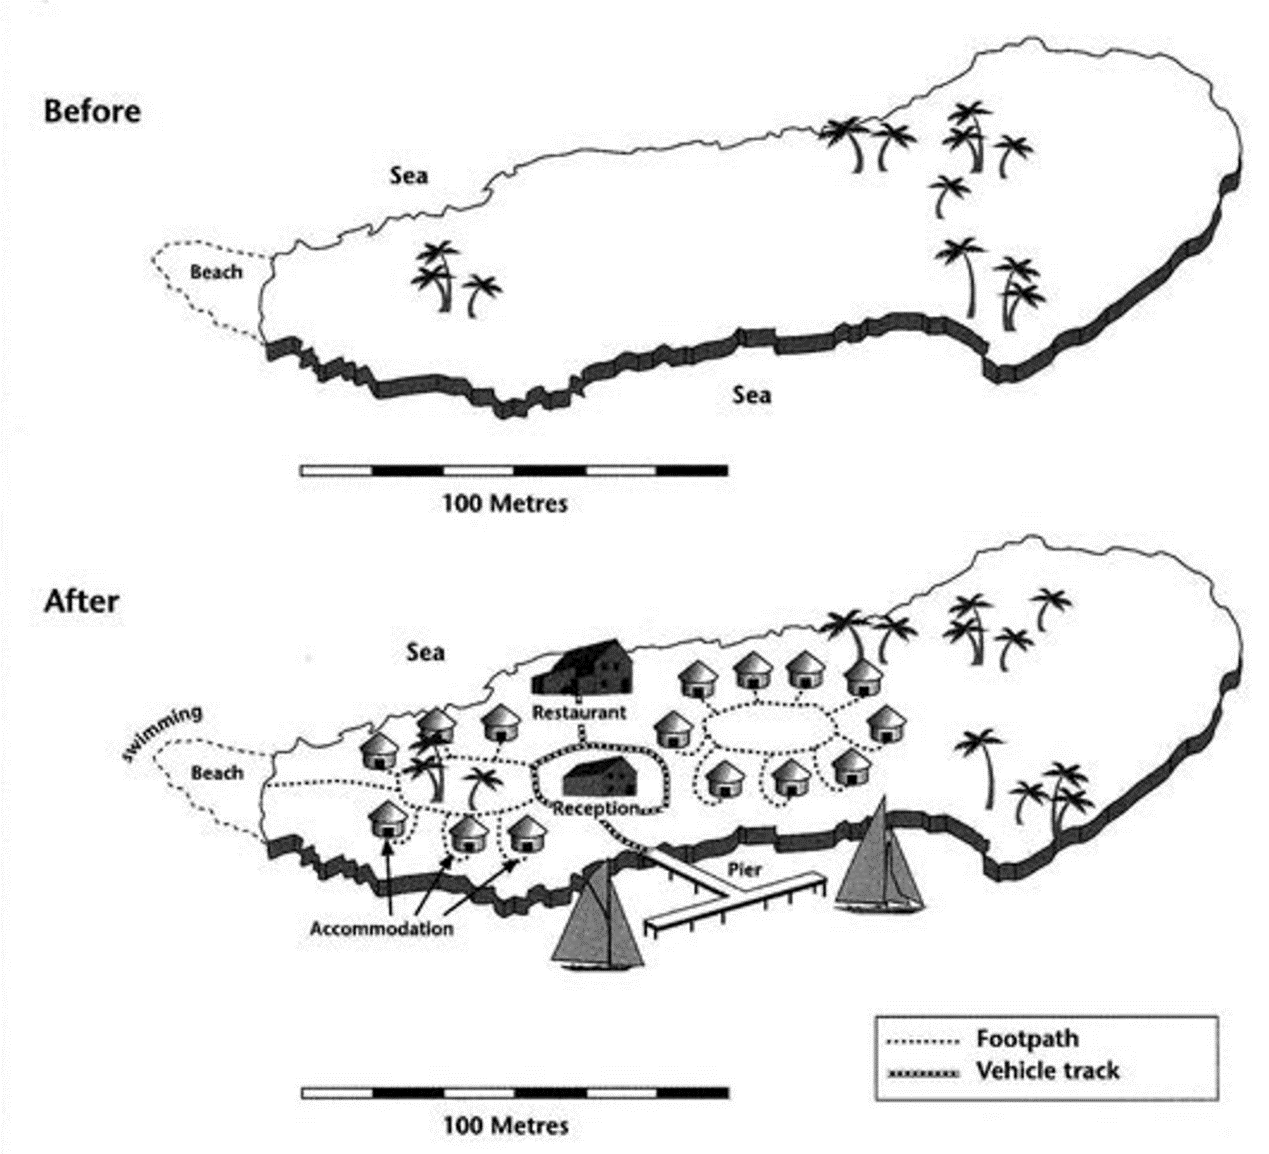 Before
Sea
Beach
Sea
100 Metres
After
Sea
swimming
Restaurant
Beach
Reception
Pier
Accommodation
Footpath
Vehicle track
100 Metres